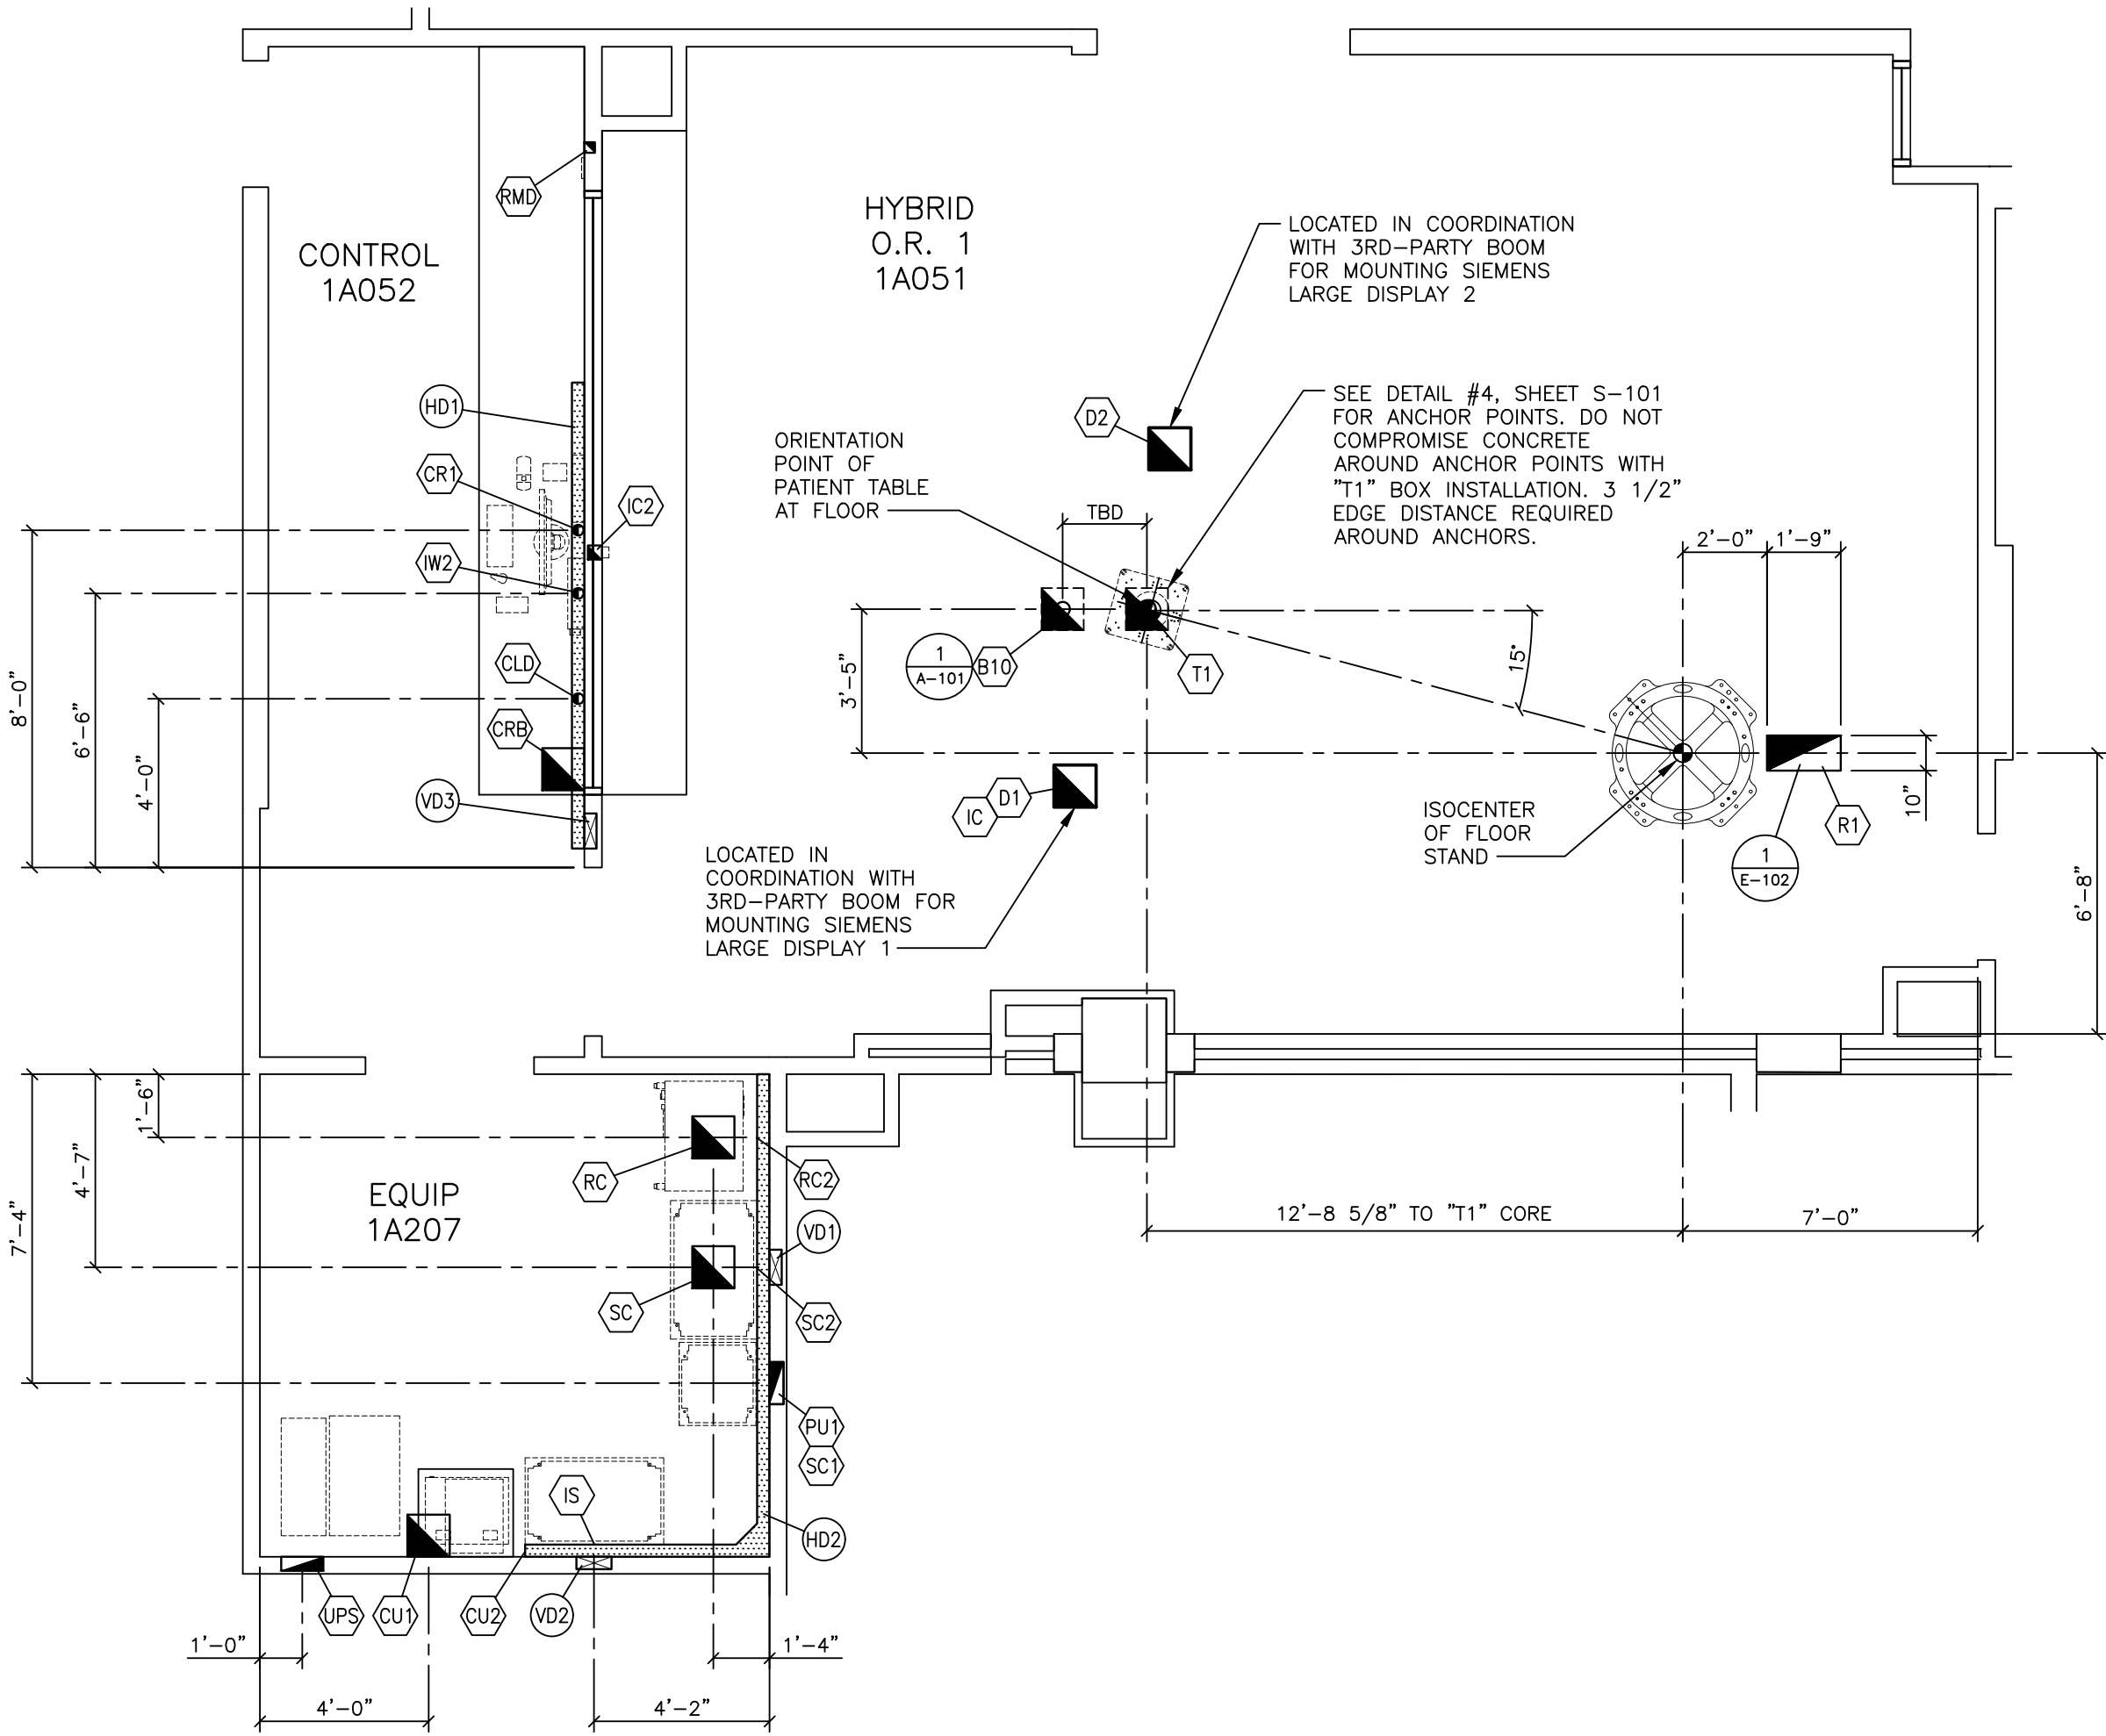 HYBRID
O.R. 1
1A051
CONTROL
1A052
RMD
LOCATED IN COORDINATION
WITH 3RD-PARTY BOOM
FOR MOUNTING SIEMENS
LARGE DISPLAY 2
SEE DETAIL #4, SHEET S-101
FOR ANCHOR POINTS. DO NOT
COMPROMISE CONCRETE
AROUND ANCHOR POINTS WITH
"T1" BOX INSTALLATION. 3 1/2"
EDGE DISTANCE REQUIRED
AROUND ANCHORS.
HD1
D2
ORIENTATION
POINT OF
PATIENT TABLE
AT FLOOR
CR1
IC2
TBD
2'-0"
1'-9"
IW2
CLD
1
A-101
B10
T1
15°
3'-5"
8'-0"
6'-6"
4'-0"
CRB
VD3
IC
D1
ISOCENTER
OF FLOOR
STAND
10"
R1
1
E-102
6'-8"
LOCATED IN
COORDINATION WITH
3RD-PARTY BOOM FOR
MOUNTING SIEMENS
LARGE DISPLAY 1
1'-6"
4'-7"
7'-4"
EQUIP
1A207
RC
RC2
VD1
SC
SC2
12'-8 5/8" TO "T1" CORE
7'-0"
PU1
SC1
IS
HD2
UPS
CU1
CU2
VD2
1'-0"
1'-4"
4'-0"
4'-2"